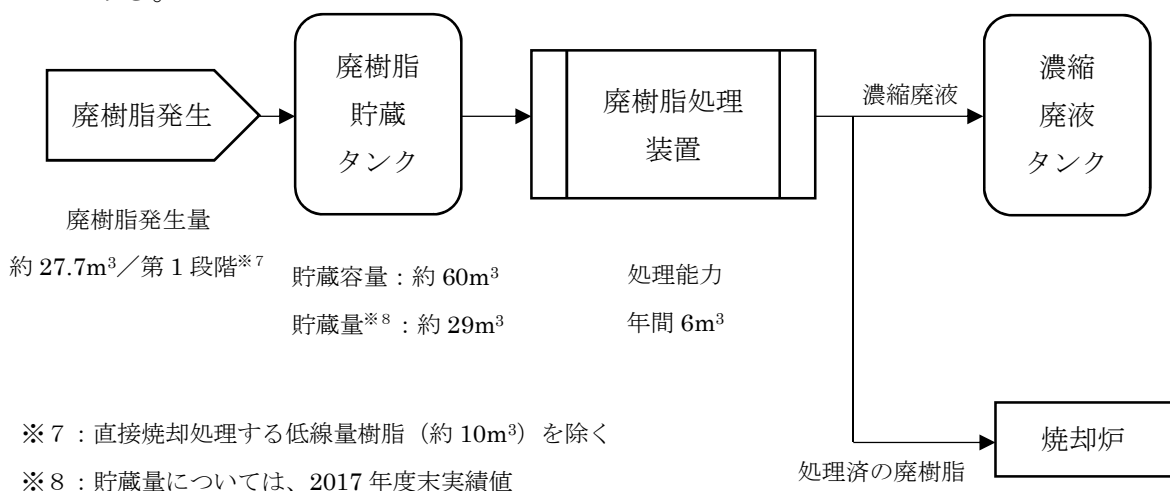 廃樹脂発生
廃樹脂
貯蔵
タンク
廃樹脂処理
装置
濃縮廃液
濃縮
廃液
タンク
廃樹脂発生量
約 27.7m³／第 1 段階※７
貯蔵容量：約 60m³
貯蔵量※８：約 29m³
処理能力
年間 6m³
焼却炉
処理済の廃樹脂
※７：直接焼却処理する低線量樹脂（約 10m³）を除く
※８：貯蔵量については、2017 年度末実績値